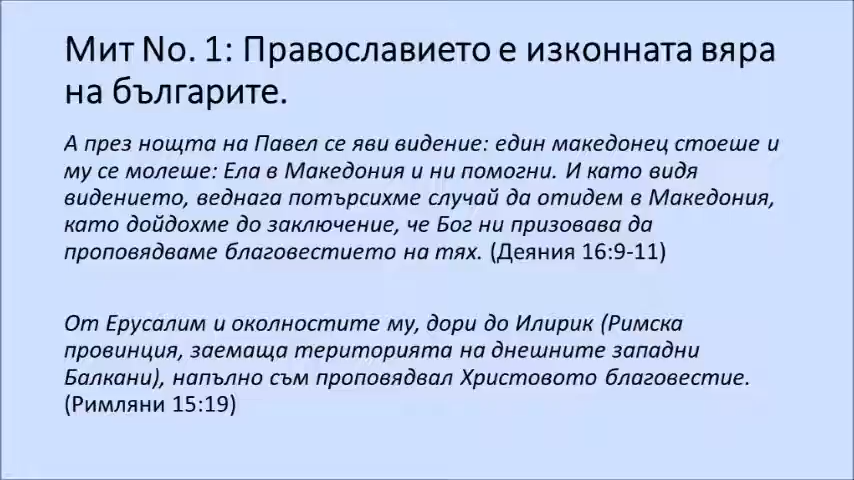 Мит No. 1: Православието е изконната вяра
на българите.
А през нощта на Павел се яви видение: един македонец стоеше и
му се молеше: Ела в Македония и ни помогни. И като видя
видението, веднага потърсихме случай да отидем в Македония,
като дойдохме до заключение, че Бог ни призовава да
проповядваме благовестието на тях. (Деяния 16:9-11)
От Ерусалим и околностите му, дори до Илирик (Римска
провинция, заемаща територията на днешните западни
Балкани), напълно съм проповядвал Христовото благовестие.
(Римляни 15:19)